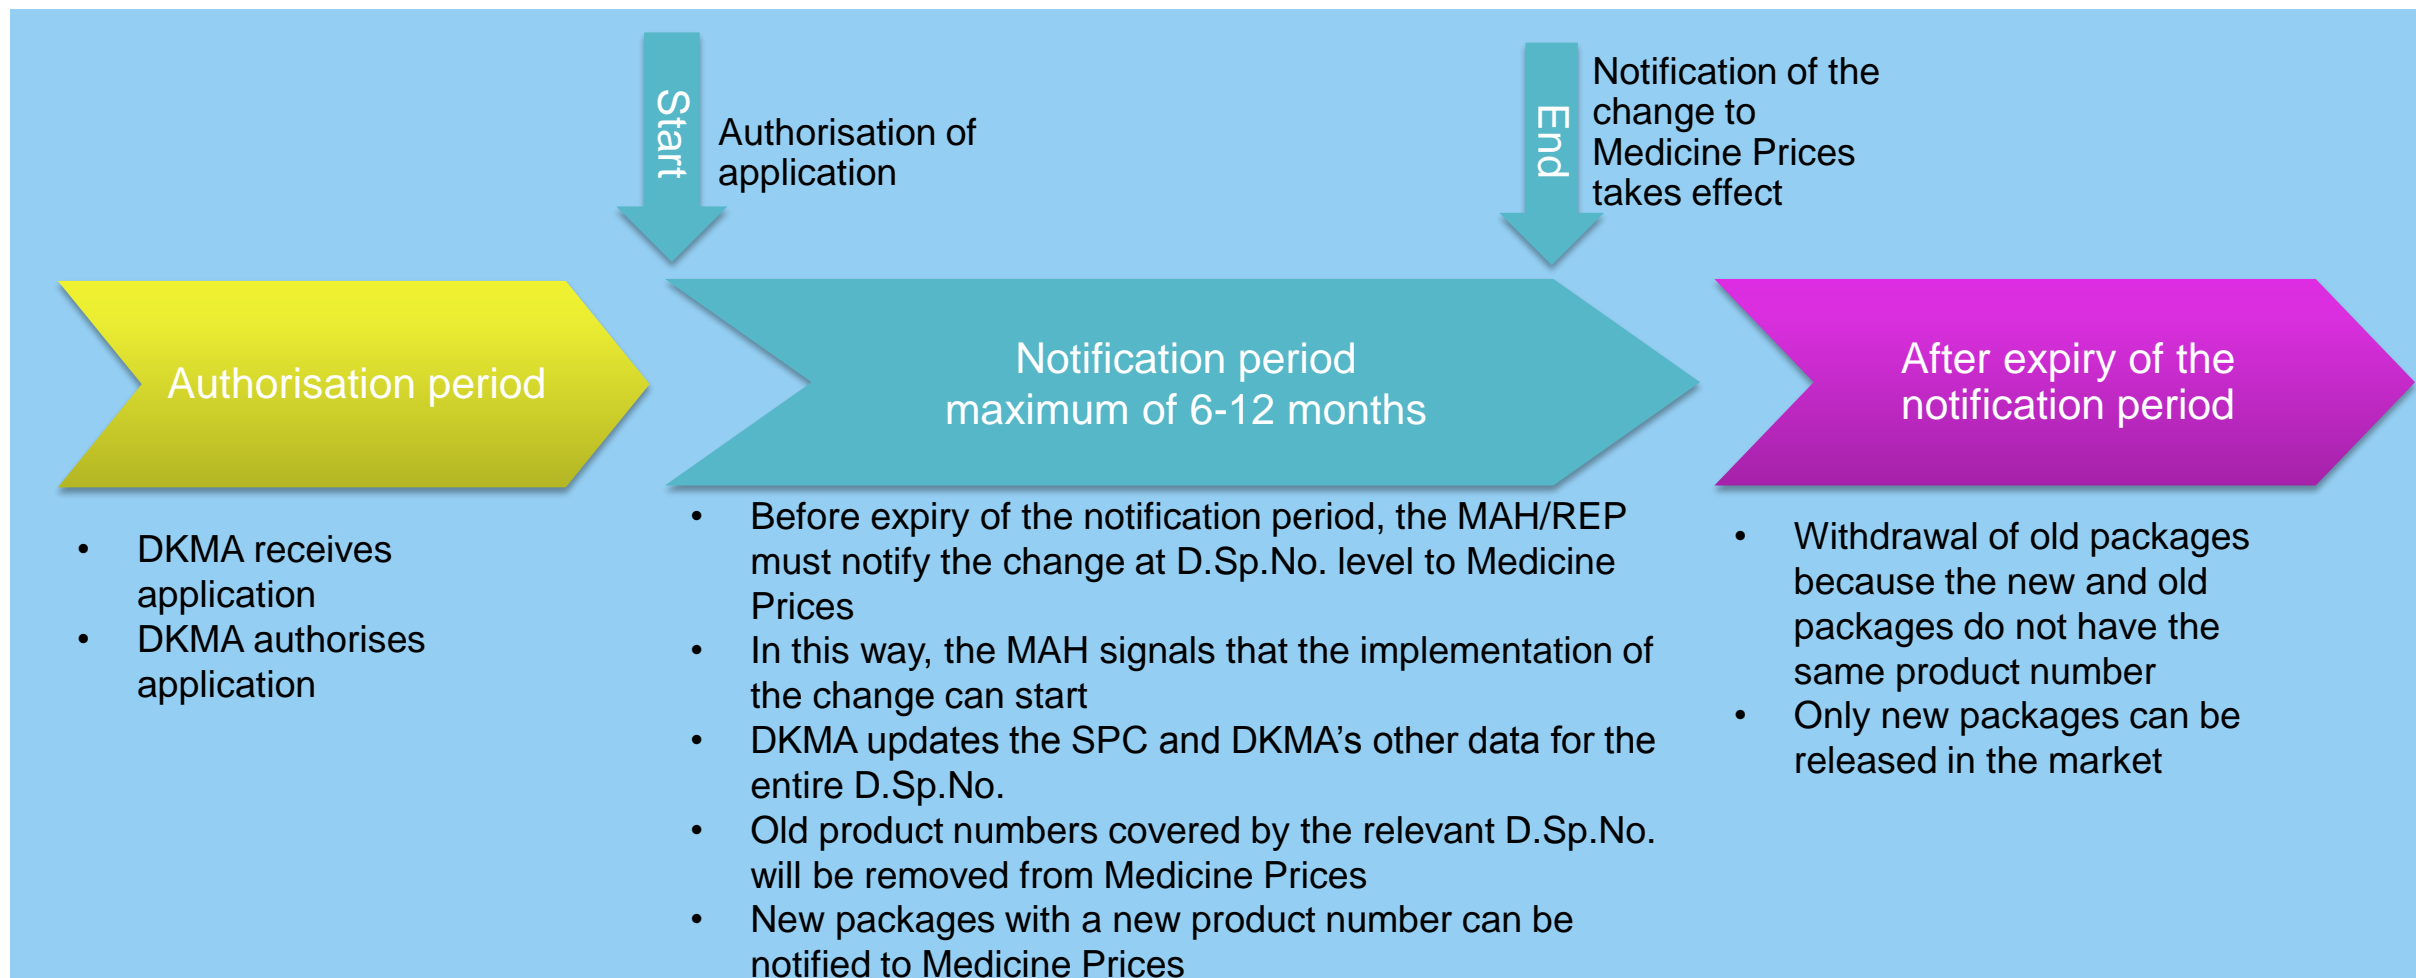 Start
Authorisation of
application
End
Notification of the
change to
Medicine Prices
takes effect
Authorisation period
Notification period
maximum of 6-12 months
After expiry of the
notification period
• DKMA receives
application
• DKMA authorises
application
• Before expiry of the notification period, the MAH/REP
must notify the change at D.Sp.No. level to Medicine
Prices
• In this way, the MAH signals that the implementation of
the change can start
• DKMA updates the SPC and DKMA’s other data for the
entire D.Sp.No.
• Old product numbers covered by the relevant D.Sp.No.
will be removed from Medicine Prices
• New packages with a new product number can be
notified to Medicine Prices
• Withdrawal of old packages
because the new and old
packages do not have the
same product number
• Only new packages can be
released in the market